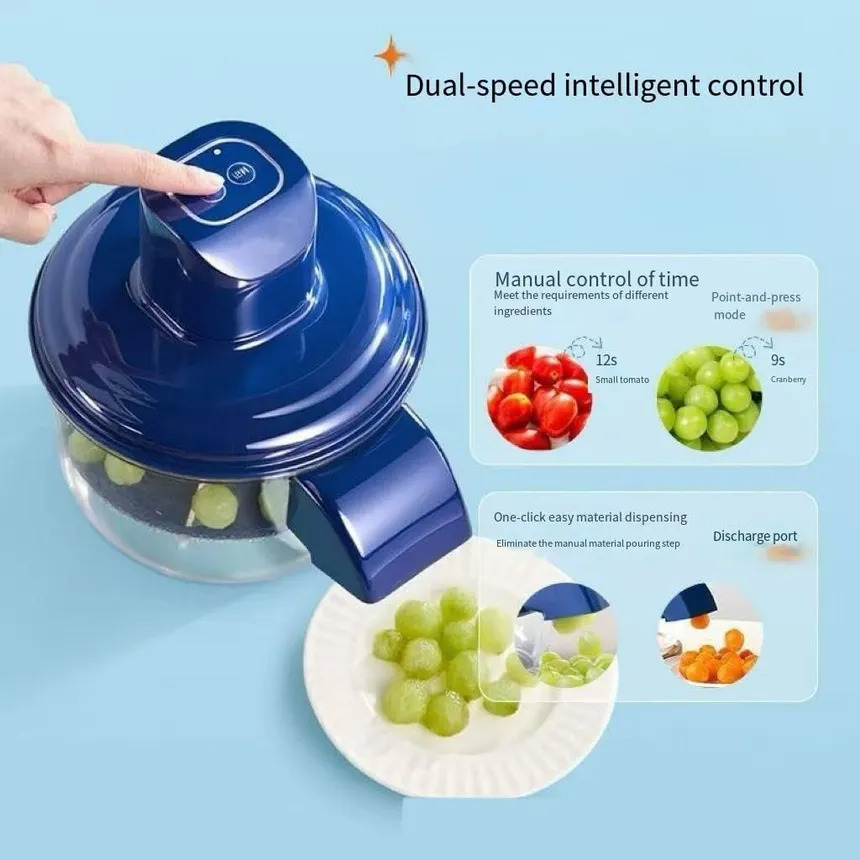 Dual-speed intelligent control
Manual control of time
Meet the requirements of different
ingredients
Point-and-press
mode
12s
Small tomato
9s
Cranberry
One-click easy material dispensing
Eliminate the manual material pouring step
Discharge port